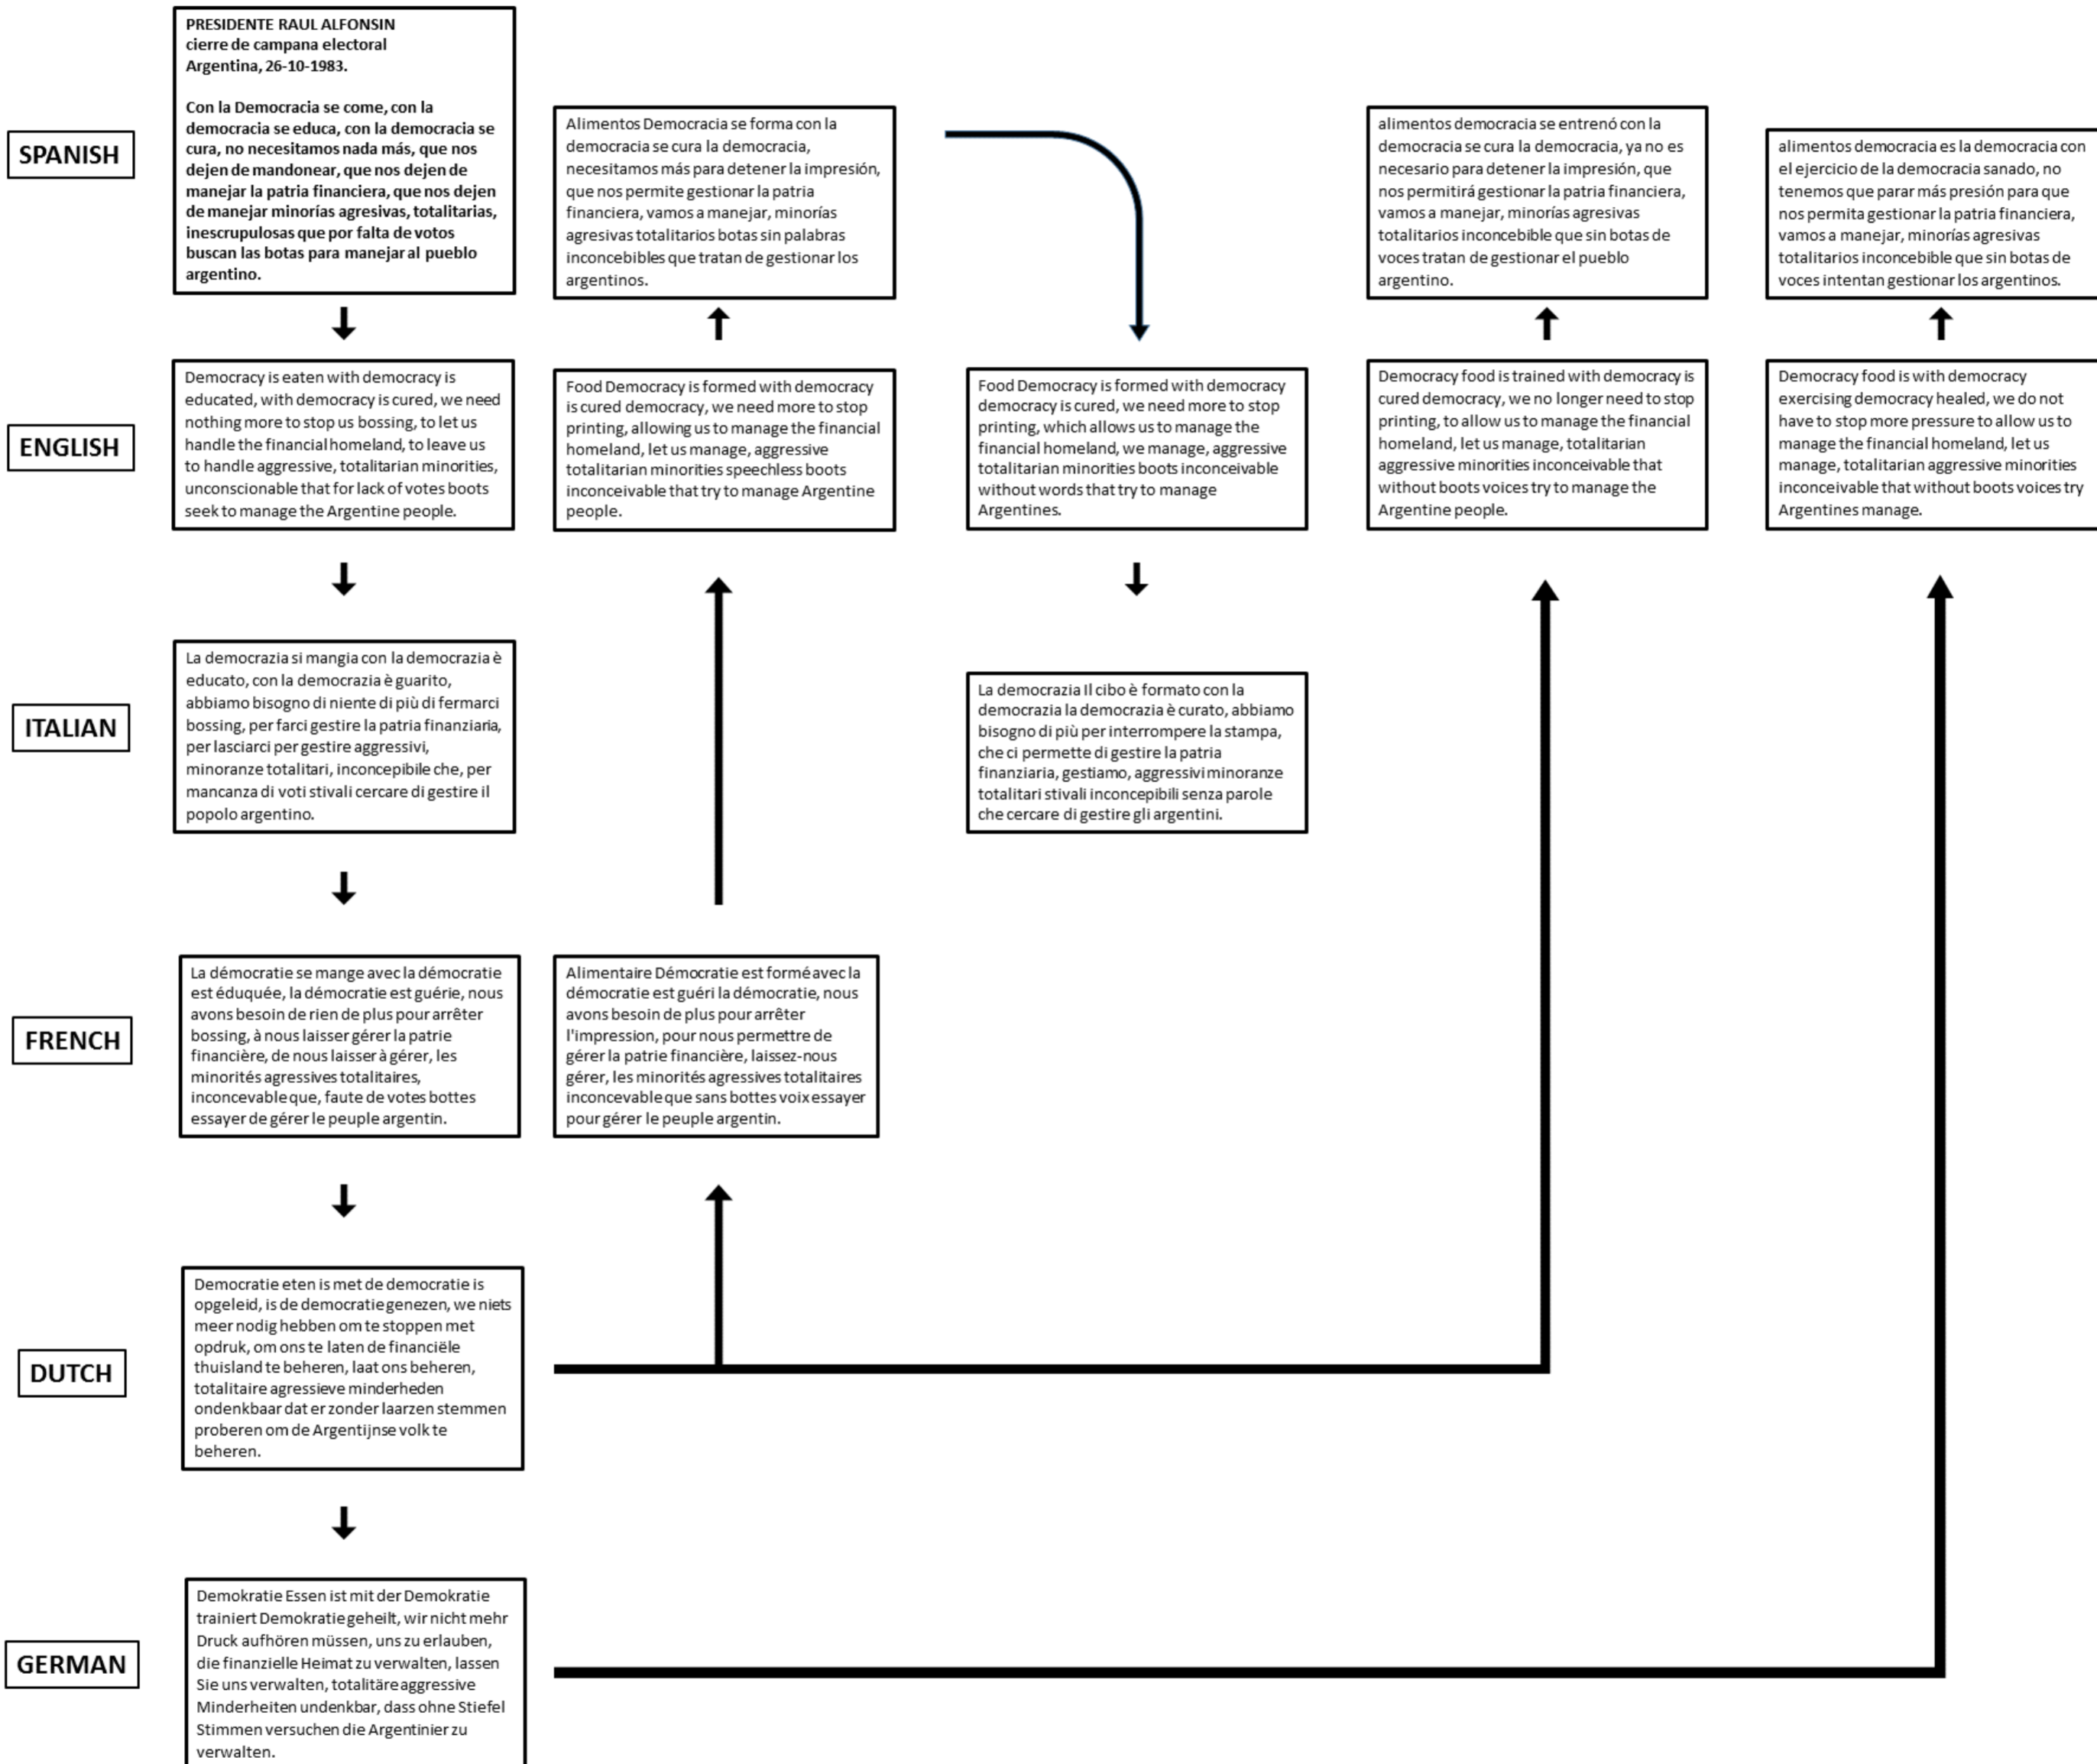 SPANISH
PRESIDENTE RAUL ALFONSIN
cierre de campana electoral
Argentina, 26-10-1983.
Con la Democracia se come, con la
democracia se educa, con la democracia se
cura, no necesitamos nada más, que nos
dejen de mandonear, que nos dejen de
manejar la patria financiera, que nos dejen
de manejar minorías agresivas, totalitarias,
inescrupulosas que por falta de votos
buscan las botas para manejar al pueblo
argentino.
Alimentos Democracia se forma con la
democracia se cura la democracia,
necesitamos más para detener la impresión,
que nos permite gestionar la patria
financiera, vamos a manejar, minorías
agresivas totalitarios botas sin palabras
inconcebibles que tratan de gestionar los
argentinos.
alimentos democracia se entrenó con la
democracia se cura la democracia, ya no es
necesario para detener la impresión, que
nos permitirá gestionar la patria financiera,
vamos a manejar, minorías agresivas
totalitarios inconcebible que sin botas de
voces tratan de gestionar el pueblo
argentino.
alimentos democracia es la democracia con
el ejercicio de la democracia sanado, no
tenemos que parar más presión para que
nos permita gestionar la patria financiera,
vamos a manejar, minorías agresivas
totalitarios inconcebible que sin botas de
voces intentan gestionar los argentinos.
ENGLISH
Democracy is eaten with democracy is
educated, with democracy is cured, we need
nothing more to stop us bossing, to let us
handle the financial homeland, to leave us
to handle aggressive, totalitarian minorities,
unconscionable that for lack of votes boots
seek to manage the Argentine people.
Food Democracy is formed with democracy
is cured democracy, we need more to stop
printing, allowing us to manage the financial
homeland, let us manage, aggressive
totalitarian minorities speechless boots
inconceivable that try to manage Argentine
people.
Food Democracy is formed with democracy
democracy is cured, we need more to stop
printing, which allows us to manage the
financial homeland, we manage, aggressive
totalitarian minorities boots inconceivable
without words that try to manage
Argentines.
Democracy food is trained with democracy is
cured democracy, we no longer need to stop
printing, to allow us to manage the financial
homeland, let us manage, totalitarian
aggressive minorities inconceivable that
without boots voices try to manage the
Argentine people.
Democracy food is with democracy
exercising democracy healed, we do not
have to stop more pressure to allow us to
manage the financial homeland, let us
manage, totalitarian aggressive minorities
inconceivable that without boots voices try
Argentines manage.
ITALIAN
La democrazia si mangia con la democrazia è
educato, con la democrazia è guarito,
abbiamo bisogno di niente di più di fermarci
bossing, per farci gestire la patria finanziaria,
per lasciarci per gestire aggressivi,
minoranze totalitari, inconcepibile che, per
mancanza di voti stivali cercare di gestire il
popolo argentino.
La democrazia Il cibo è formato con la
democrazia la democrazia è curato, abbiamo
bisogno di più per interrompere la stampa,
che ci permette di gestire la patria
finanziaria, gestiamo, aggressivi minoranze
totalitari stivali inconcepibili senza parole
che cercare di gestire gli argentini.
FRENCH
La démocratie se mange avec la démocratie
est éduquée, la démocratie est guérie, nous
avons besoin de rien de plus pour arrêter
bossing, à nous laisser gérer la patrie
financière, de nous laisser à gérer, les
minorités agressives totalitaires,
inconcevable que, faute de votes bottes
essayer de gérer le peuple argentin.
Alimentaire Démocratie est formé avec la
démocratie est guéri la démocratie, nous
avons besoin de plus pour arrêter
l'impression, pour nous permettre de
gérer la patrie financière, laissez-nous
gérer, les minorités agressives totalitaires
inconcevable que sans bottes voix essayer
pour gérer le peuple argentin.
DUTCH
Democratie eten is met de democratie is
opgeleid, is de democratie genezen, we niets
meer nodig hebben om te stoppen met
opdruk, om ons te laten de financiële
thuisland te beheren, laat ons beheren,
totalitaire agressieve minderheden
ondenkbaar dat er zonder laarzen stemmen
proberen om de Argentijnse volk te
beheren.
GERMAN
Demokratie Essen ist mit der Demokratie
trainiert Demokratie geheilt, wir nicht mehr
Druck aufhören müssen, uns zu erlauben,
die finanzielle Heimat zu verwalten, lassen
Sie uns verwalten, totalitäre aggressive
Minderheiten undenkbar, dass ohne Stiefel
Stimmen versuchen die Argentinier zu
verwalten.